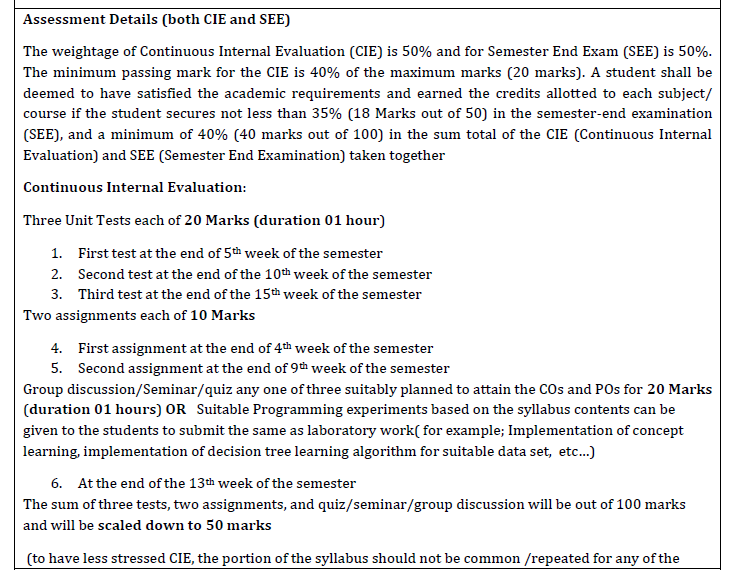 Assessment Details (both CIE and SEE)
The weightage of Continuous Internal Evaluation (CIE) is 50% and for Semester End Exam (SEE) is 50%.
The minimum passing mark for the CIE is 40% of the maximum marks (20 marks). A student shall be
deemed to have satisfied the academic requirements and earned the credits allotted to each subject/
course if the student secures not less than 35% (18 Marks out of 50) in the semester-end examination
(SEE), and a minimum of 40% (40 marks out of 100) in the sum total of the CIE (Continuous Internal
Evaluation) and SEE (Semester End Examination) taken together
Continuous Internal Evaluation:
Three Unit Tests each of 20 Marks (duration 01 hour)
1. First test at the end of 5th week of the semester
2. Second test at the end of the 10th week of the semester
3. Third test at the end of the 15th week of the semester
Two assignments each of 10 Marks
4. First assignment at the end of 4th week of the semester
5. Second assignment at the end of 9th week of the semester
Group discussion/Seminar/quiz any one of three suitably planned to attain the COs and POs for 20 Marks
(duration 01 hours) OR Suitable Programming experiments based on the syllabus contents can be
given to the students to submit the same as laboratory work( for example; Implementation of concept
learning, implementation of decision tree learning algorithm for suitable data set, etc...)
6. At the end of the 13th week of the semester
The sum of three tests, two assignments, and quiz/seminar/group discussion will be out of 100 marks
and will be scaled down to 50 marks
(to have less stressed CIE, the portion of the syllabus should not be common /repeated for any of the